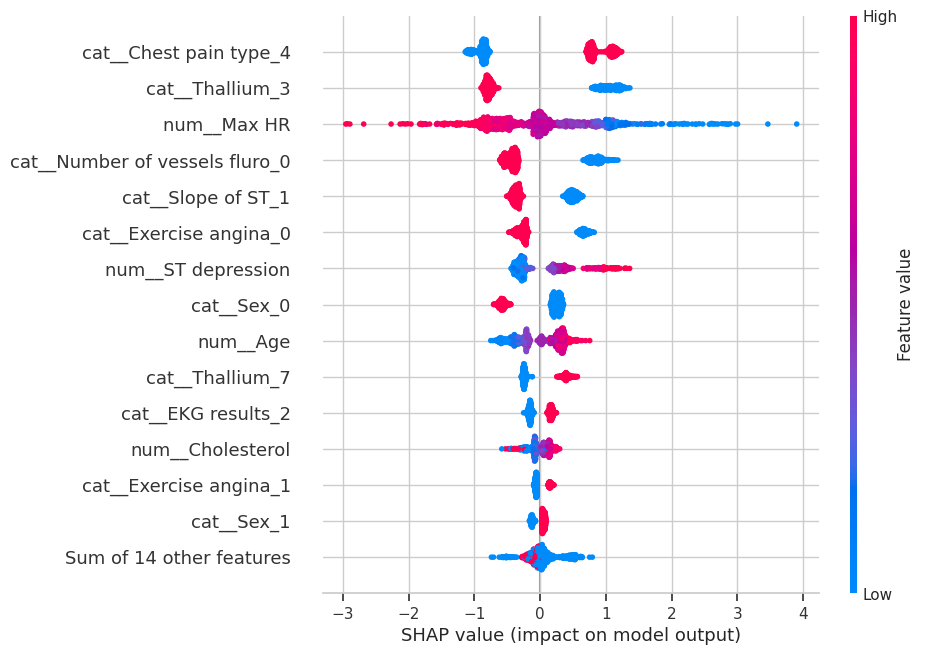 High
cat__Chest pain type_4
cat__Thallium_3
num__Max HR
cat__Number of vessels fluro_0
cat__Slope of ST_1
cat__Exercise angina_0
num__ST depression
cat__Sex_0
num__Age
cat__Thallium_7
cat__EKG results_2
num__Cholesterol
cat__Exercise angina_1
cat__Sex_1
Sum of 14 other features
Feature value
Low
−3 −2 −1 0 1 2 3 4
SHAP value (impact on model output)